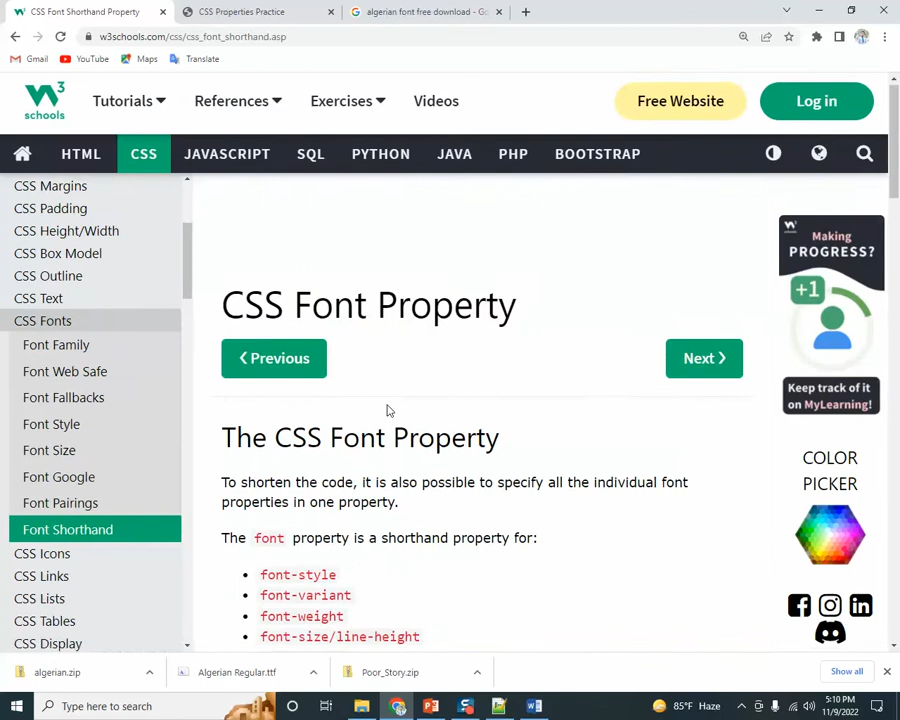 CSS Font Shorthand Property
CSS Properties Practice
algerian font free download - Go
w3schools.com/css/css_font_shorthand.asp
Gmail
YouTube
Maps
Translate
W3
schools
Tutorials
References
Exercises
Videos
Free Website
Log in
HTML
CSS
JAVASCRIPT
SQL
PYTHON
JAVA
PHP
BOOTSTRAP
CSS Margins
CSS Padding
CSS Height/Width
CSS Box Model
CSS Outline
CSS Text
CSS Fonts
Font Family
Font Web Safe
Font Fallbacks
Font Style
Font Size
Font Google
Font Pairings
Font Shorthand
CSS Icons
CSS Links
CSS Lists
CSS Tables
CSS Display
CSS Font Property
❮ Previous
Next ❯
The CSS Font Property
To shorten the code, it is also possible to specify all the individual font
properties in one property.
The font property is a shorthand property for:
• font-style
• font-variant
• font-weight
• font-size/line-height
Making
PROGRESS?
+1
Keep track of it
on MyLearning!
COLOR
PICKER
algerian.zip
Algerian Regular.ttf
Poor_Story.zip
Show all
Type here to search
85°F Haze
5:10 PM
11/9/2022